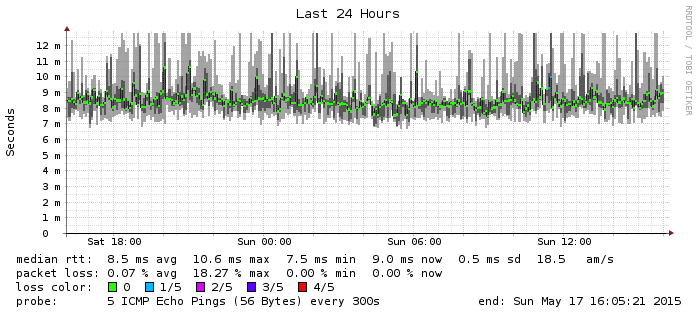 Last 24 Hours
RRDTOOL / TOBI OETIKER
Seconds
12 m
11 m
10 m
9 m
8 m
7 m
6 m
5 m
4 m
3 m
2 m
1 m
0
Sat 18:00 Sun 00:00 Sun 06:00 Sun 12:00
median rtt: 8.5 ms avg 10.6 ms max 7.5 ms min 9.0 ms now 0.5 ms sd 18.5 am/s
packet loss: 0.07 % avg 18.27 % max 0.00 % min 0.00 % now
loss color: 0 1/5 2/5 3/5 4/5
probe: 5 ICMP Echo Pings (56 Bytes) every 300s end: Sun May 17 16:05:21 2015